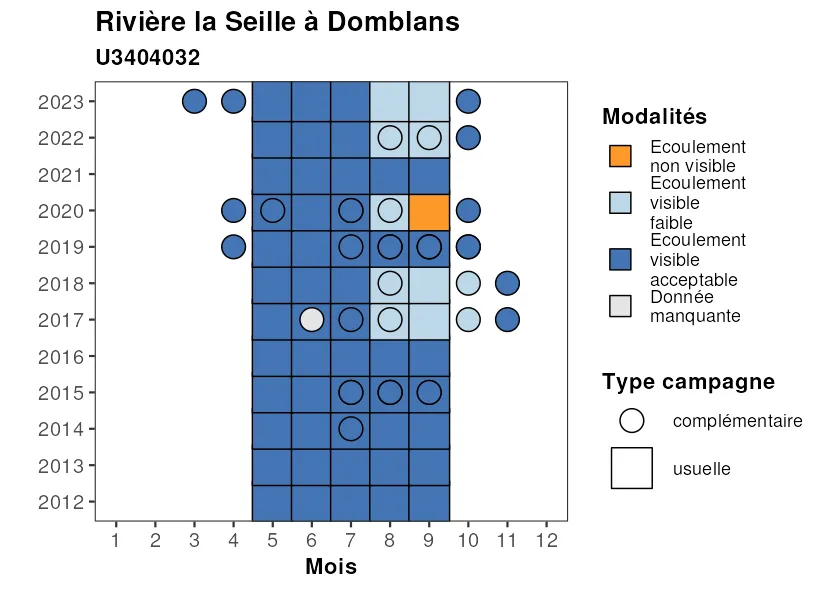 Rivière la Seille à Domblans
U3404032
2023
2022
2021
2020
2019
2018
2017
2016
2015
2014
2013
2012
1 2 3 4 5 6 7 8 9 10 11 12
Mois
Modalités
Ecoulement
non visible
Ecoulement
visible
faible
Ecoulement
visible
acceptable
Donnée
manquante
Type campagne
complémentaire
usuelle